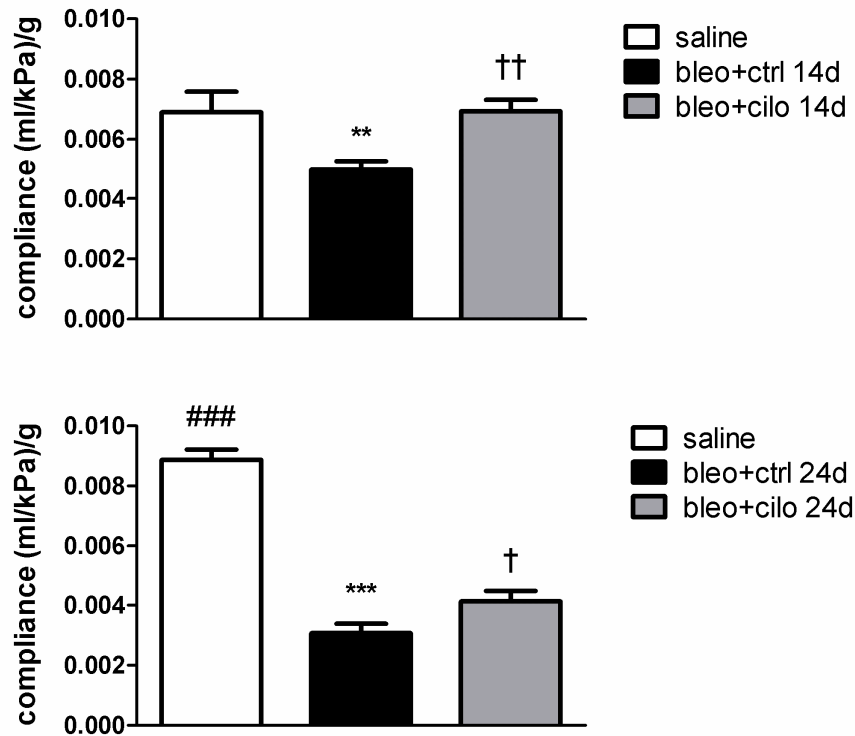 compliance (ml/kPa)/g
0.010
0.008
0.006
0.004
0.002
0.000
**
††
saline
bleo+ctrl 14d
bleo+cilo 14d
compliance (ml/kPa)/g
0.010
0.008
0.006
0.004
0.002
0.000
###
***
†
saline
bleo+ctrl 24d
bleo+cilo 24d